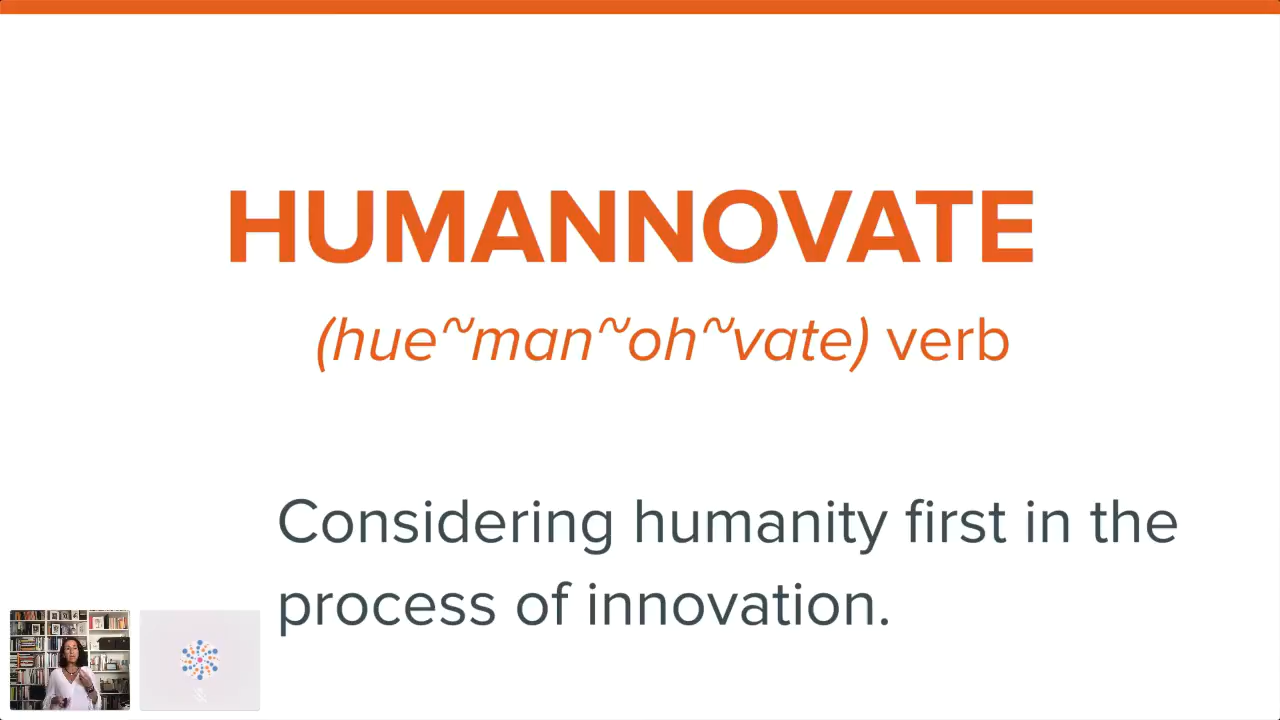 HUMANNOVATE
(hue~man~oh~vate) verb
Considering humanity first in the
process of innovation.